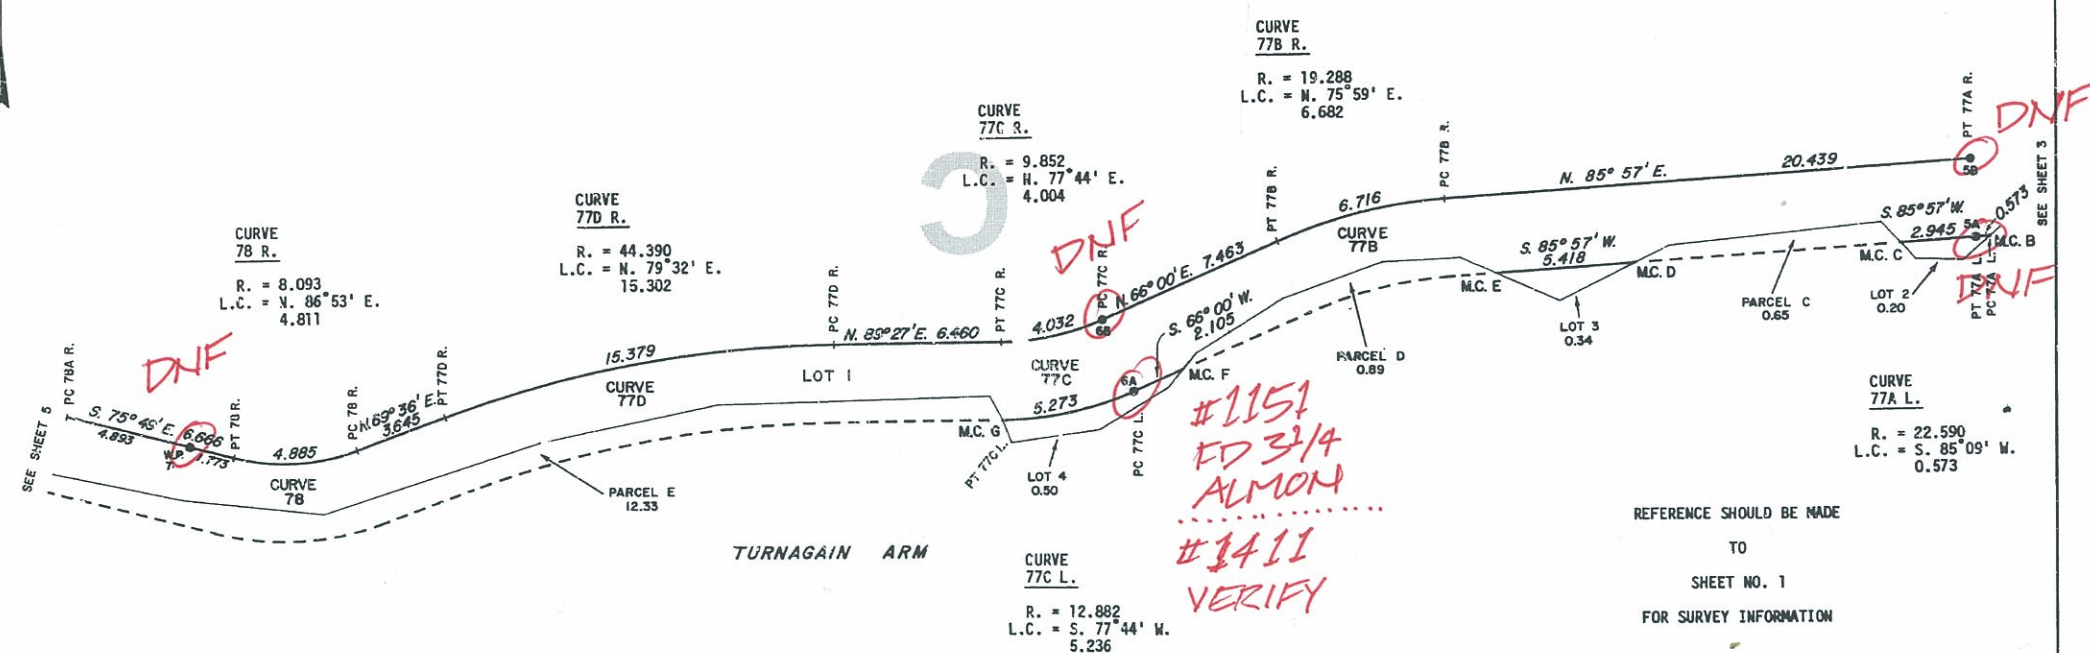 CURVE
77B R.
R. = 19.288
L.C. = N. 75°59' E.
6.682
CURVE
77C R.
R. = 9.852
L.C. = N. 77°44' E.
4.004
CURVE
77D R.
R. = 44.390
L.C. = N. 79°32' E.
15.302
CURVE
78 R.
R. = 8.093
L.C. = N. 86°53' E.
4.811
C
PT 77A R.
DNF
5B
SEE SHEET 3
N. 85° 57' E.
20.439
PC 77B R.
PT 77B R.
6.716
CURVE
77B
S. 85° 57' W.
5.418
S. 85° 57' W.
2.945
5A
0.573
M.C. B
M.C. C
M.C. D
M.C. E
DNF
PT 77A L.
PC 77A L.
LOT 2
0.20
PARCEL C
0.65
LOT 3
0.34
PARCEL D
0.89
DNF
PC 77C R.
N. 66° 00' E. 7.463
6B
4.032
PT 77C R.
S. 66° 00' W.
2.105
6A
M.C. F
CURVE
77C
5.273
M.C. G
PT 77C L.
PC 77C L.
LOT 4
0.50
N. 89° 27' E. 6.460
PC 77D R.
LOT 1
15.379
CURVE
77D
PT 77D R.
N. 69° 36' E.
3.645
PC 78 R.
4.885
CURVE
78
PT 78 R.
DNF
S. 75° 45' E. 6.666
4.893
W.P.
T.
1.773
T PC 78A R.
SEE SHEET 5
PARCEL E
12.33
TURNAGAIN ARM
#1151
FD 3 1/4
ALMON
#1411
VERIFY
CURVE
77C L.
R. = 12.882
L.C. = S. 77°44' W.
5.236
CURVE
77A L.
R. = 22.590
L.C. = S. 85°09' W.
0.573
REFERENCE SHOULD BE MADE
TO
SHEET NO. 1
FOR SURVEY INFORMATION